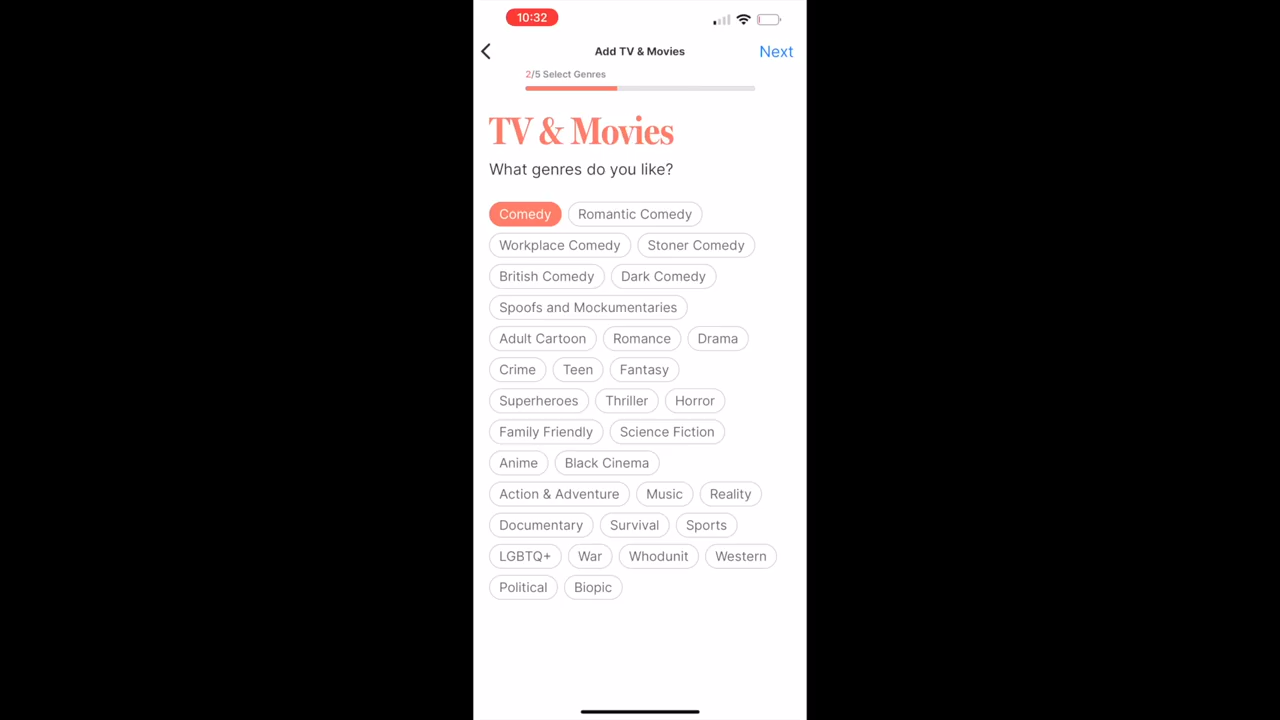 10:32
Add TV & Movies
Next
2/5 Select Genres
TV & Movies
What genres do you like?
Comedy Romantic Comedy
Workplace Comedy Stoner Comedy
British Comedy Dark Comedy
Spoofs and Mockumentaries
Adult Cartoon Romance Drama
Crime Teen Fantasy
Superheroes Thriller Horror
Family Friendly Science Fiction
Anime Black Cinema
Action & Adventure Music Reality
Documentary Survival Sports
LGBTQ+ War Whodunit Western
Political Biopic